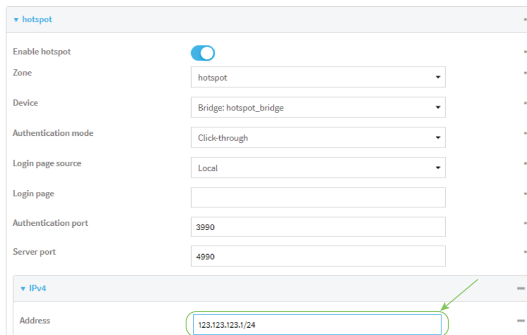 hotspot
Enable hotspot
Zone hotspot
Device Bridge: hotspot_bridge
Authentication mode Click-through
Login page source Local
Login page
Authentication port 3990
Server port 4990
IPv4
Address 123.123.123.1/24